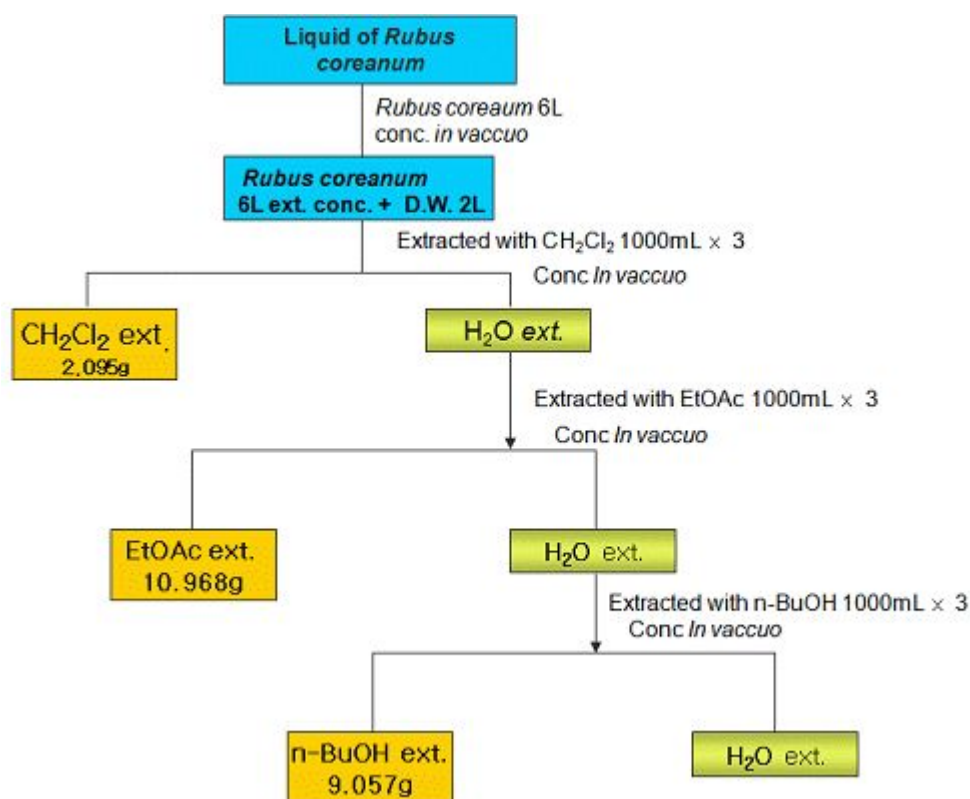 Liquid of Rubus
coreanum
Rubus coreaum 6L
conc. in vaccuo
Rubus coreanum
6L ext. conc. + D.W. 2L
Extracted with CH₂Cl₂ 1000mL × 3
Conc In vaccuo
CH₂Cl₂ ext.
2.095g
H₂O ext.
Extracted with EtOAc 1000mL × 3
Conc In vaccuo
EtOAc ext.
10.968g
H₂O ext.
Extracted with n-BuOH 1000mL × 3
Conc In vaccuo
n-BuOH ext.
9.057g
H₂O ext.